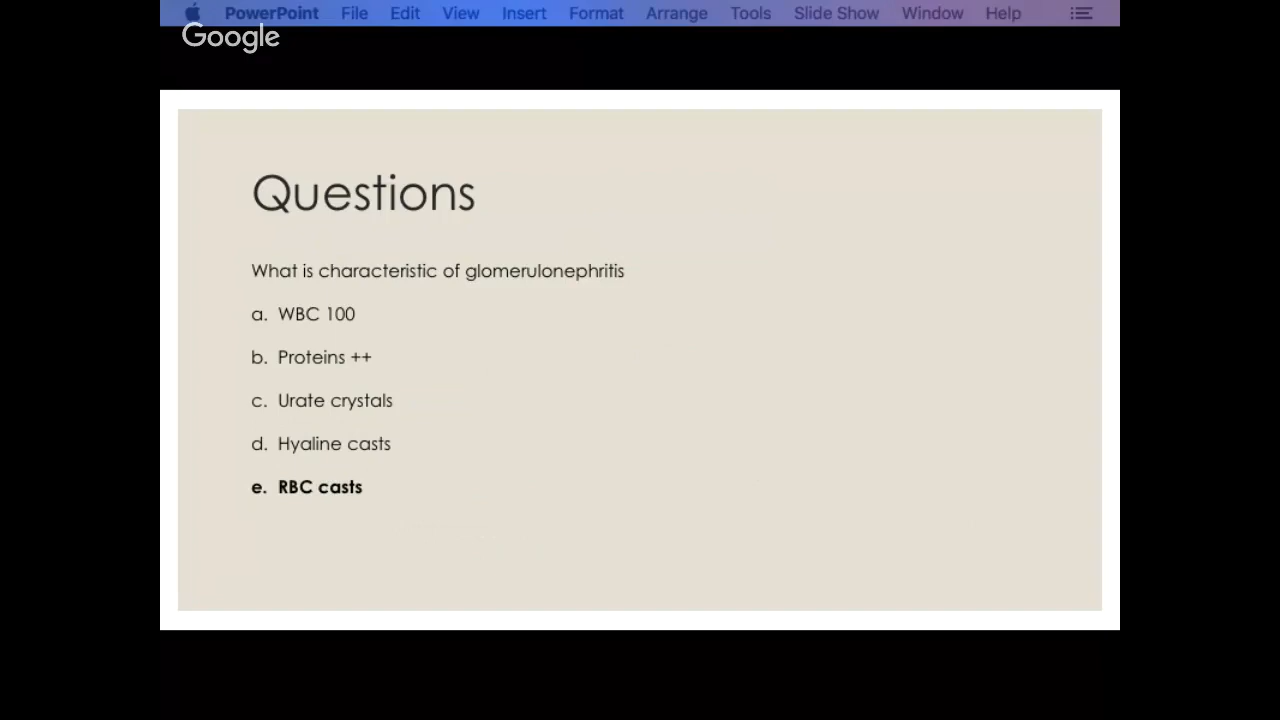 PowerPoint File Edit View Insert Format Arrange Tools Slide Show Window Help
Google
Questions
What is characteristic of glomerulonephritis
a. WBC 100
b. Proteins ++
c. Urate crystals
d. Hyaline casts
e. RBC casts